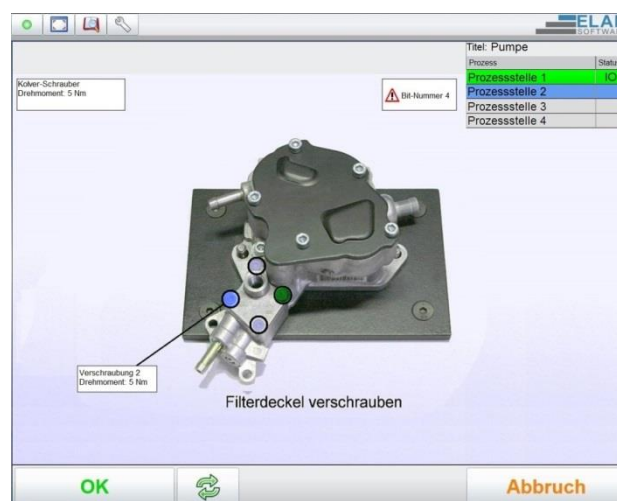 ELAM
SOFTWARE
Titel: Pumpe
Prozess Status
Prozessstelle 1 IO
Prozessstelle 2
Prozessstelle 3
Prozessstelle 4
Kolver-Schrauber
Drehmoment: 5 Nm
Bit-Nummer 4
Verschraubung 2
Drehmoment: 5 Nm
Filterdeckel verschrauben
OK
Abbruch